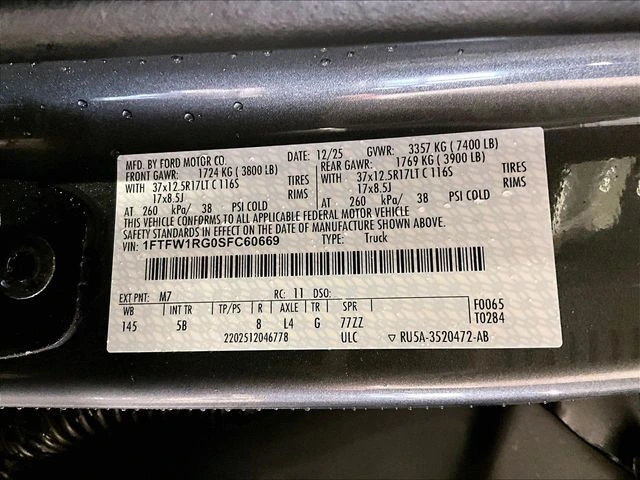 MFD. BY FORD MOTOR CO. DATE: 12/25 GVWR: 3357 KG ( 7400 LB)
FRONT GAWR: 1724 KG ( 3800 LB) REAR GAWR: 1769 KG ( 3900 LB)
WITH 37x12.5R17LT C 116S TIRES WITH 37x12.5R17LT C 116S TIRES
17x8.5J RIMS 17x8.5J RIMS
AT 260 kPa/ 38 PSI COLD AT 260 kPa/ 38 PSI COLD
THIS VEHICLE CONFORMS TO ALL APPLICABLE FEDERAL MOTOR VEHICLE
SAFETY STANDARDS IN EFFECT ON THE DATE OF MANUFACTURE SHOWN ABOVE.
VIN: 1FTFW1RG0SFC60669 TYPE: Truck
EXT PNT: M7 RC: 11 DSO: F0065
WB INT TR TP/PS R AXLE TR SPR T0284
145 5B 8 L4 G 77ZZ
2202512046778 ULC ▽ RU5A-3520472-AB